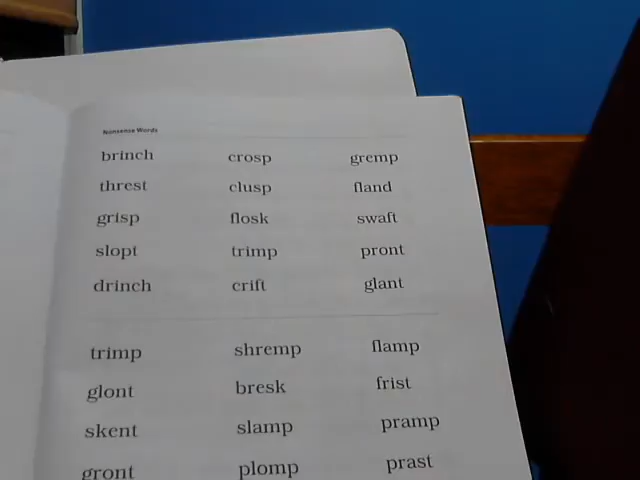 Nonsense Words
brinch crosp gremp
threst clusp fland
grisp flosk swaft
slopt trimp pront
drinch crift glant
trimp shremp flamp
glont bresk frist
skent slamp pramp
gront plomp prast